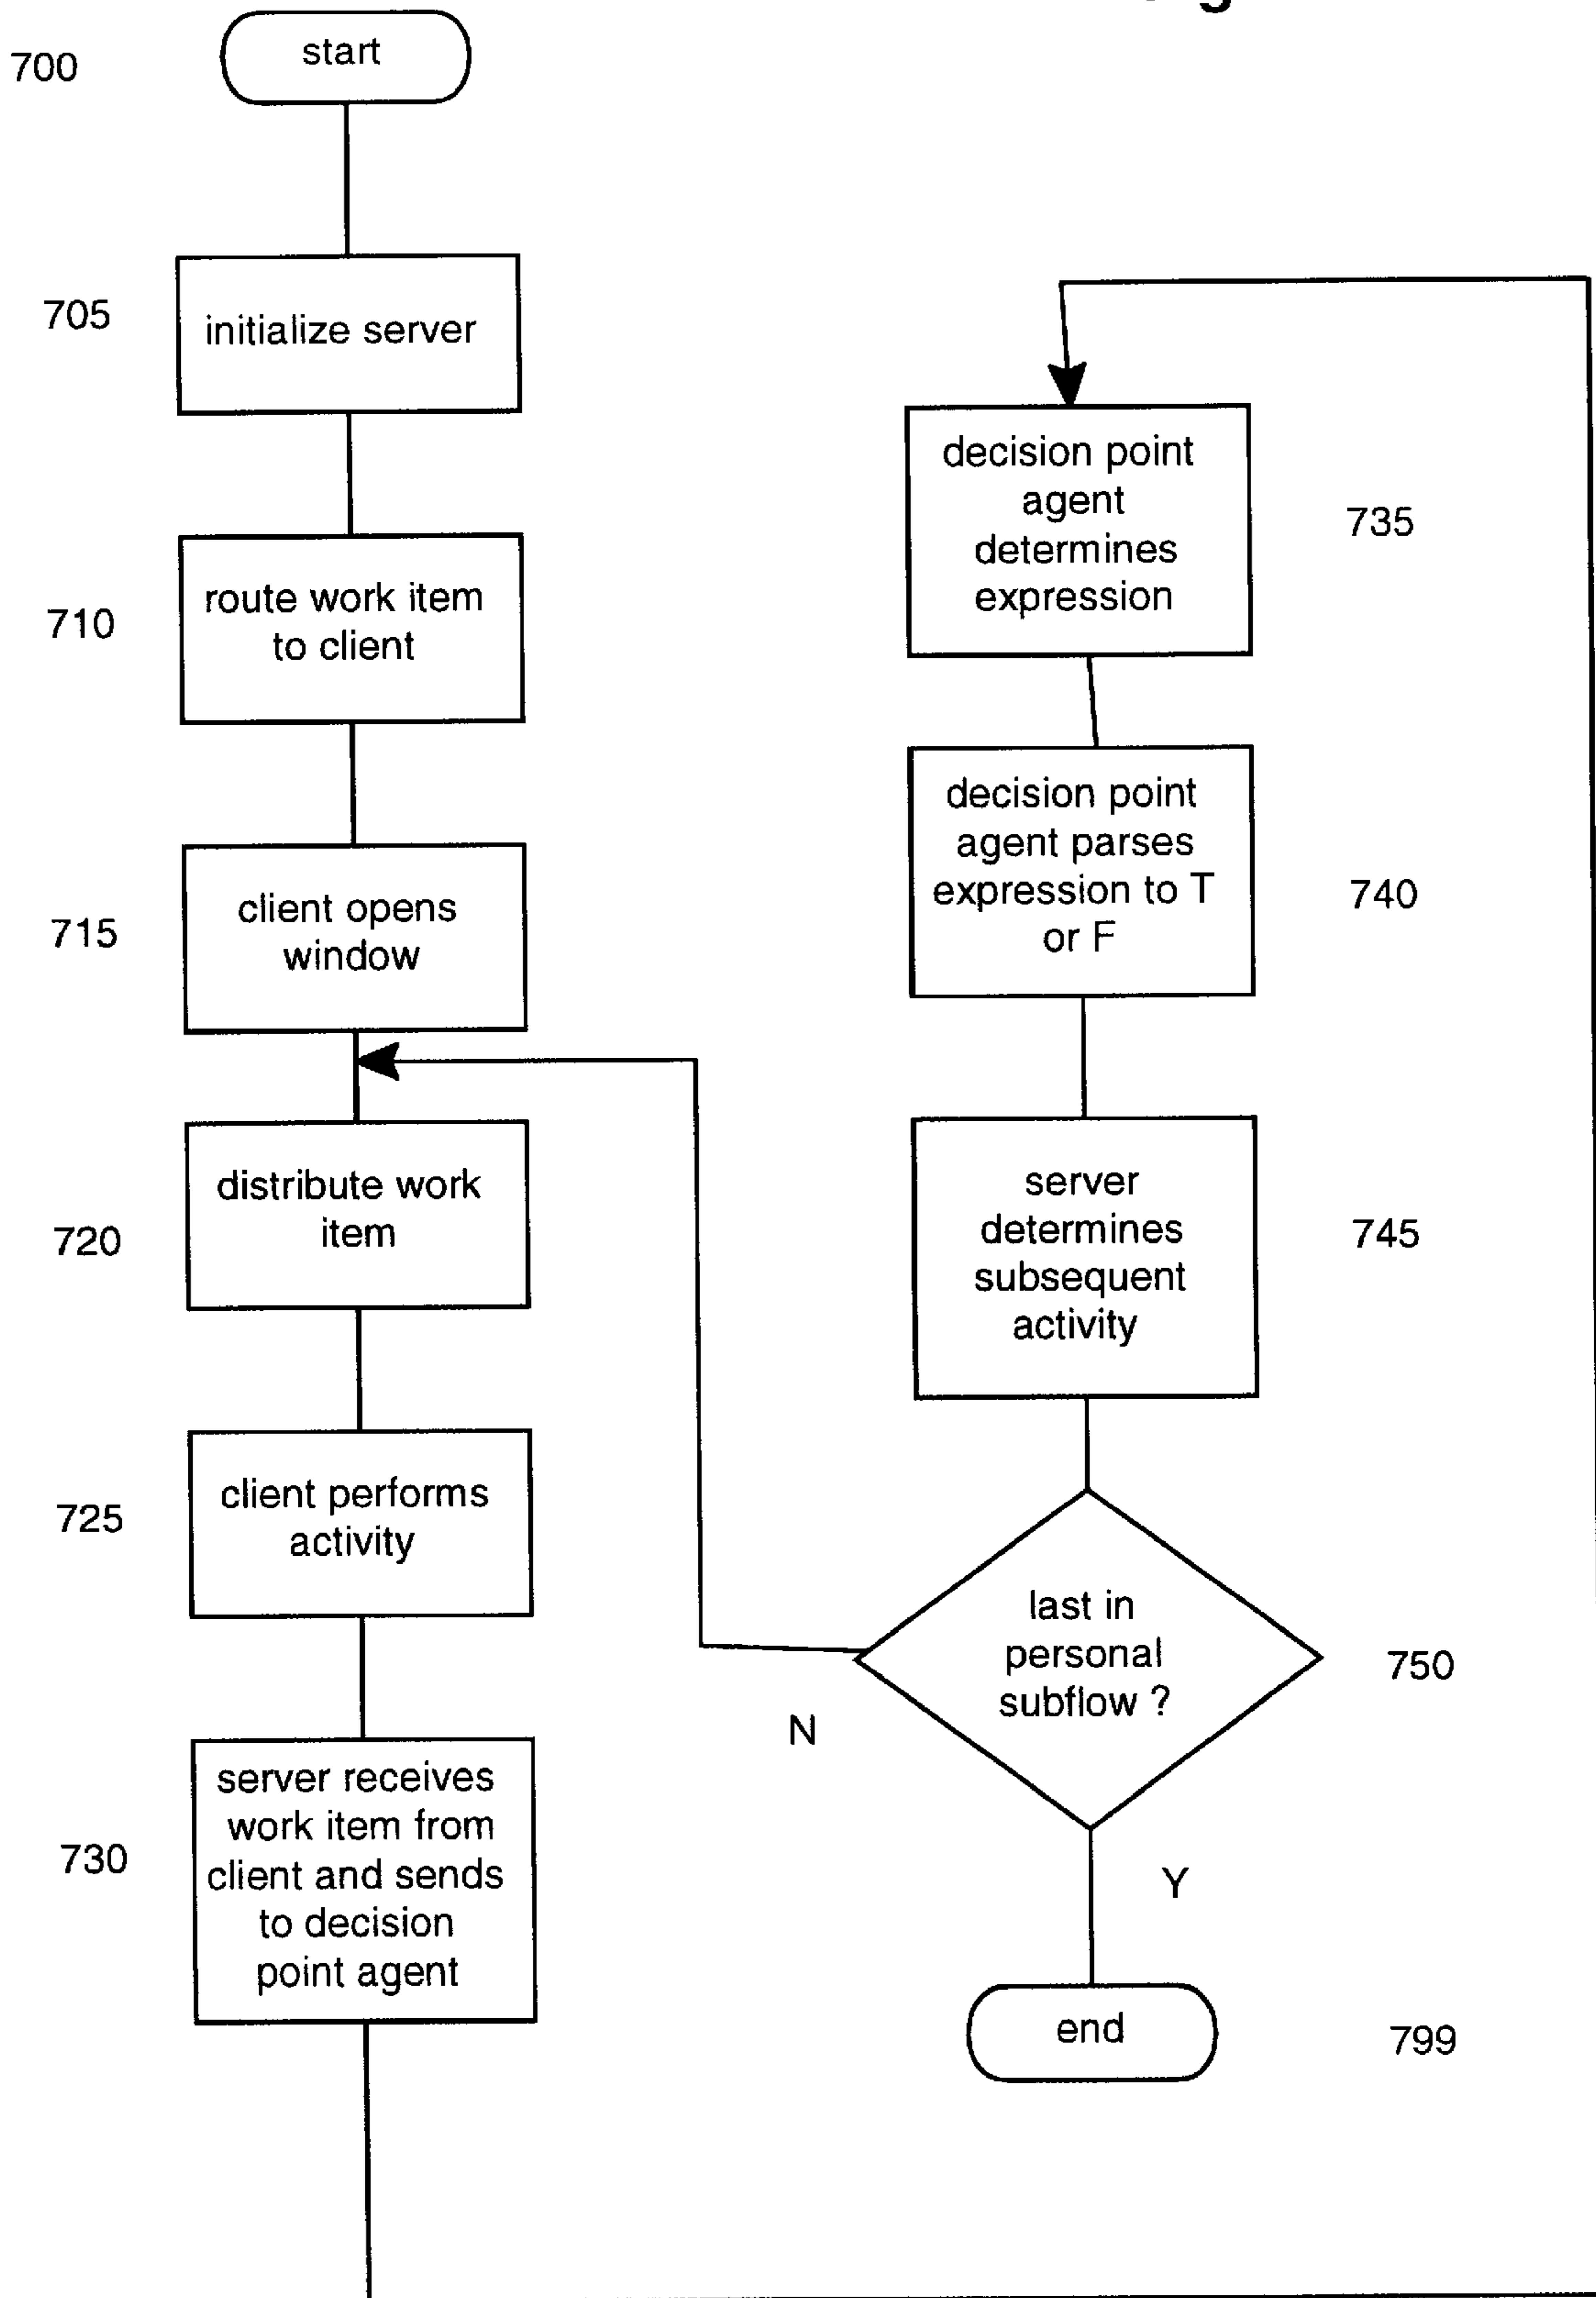 700
start
705
initialize server
710
route work item
to client
715
client opens
window
720
distribute work
item
725
client performs
activity
730
server receives
work item from
client and sends
to decision
point agent
decision point
agent
determines
expression
735
decision point
agent parses
expression to T
or F
740
server
determines
subsequent
activity
745
last in
personal
subflow ?
750
N
Y
end
799